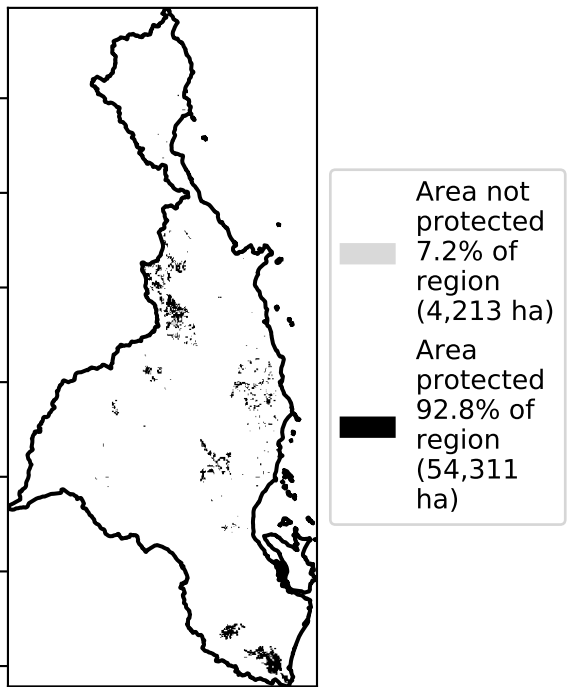 Area not
protected
7.2% of
region
(4,213 ha)
Area
protected
92.8% of
region
(54,311
ha)